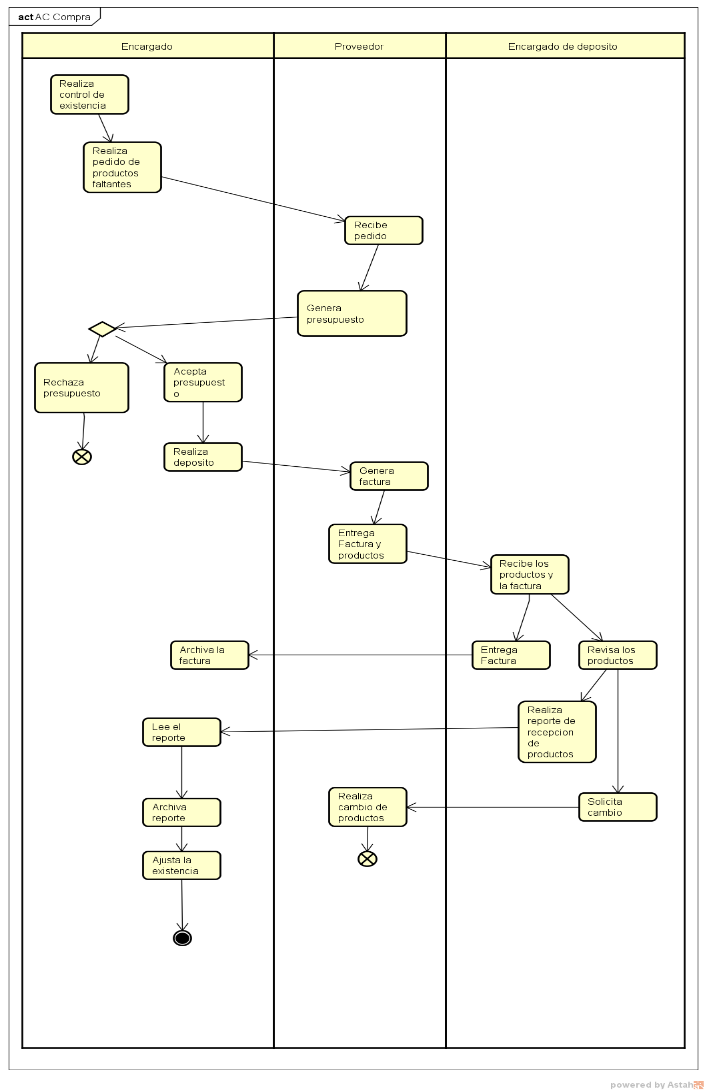 act AC Compra
Encargado
Proveedor
Encargado de deposito
Realiza
control de
existencia
Realiza
pedido de
productos
faltantes
Recibe
pedido
Genera
presupuesto
Rechaza
presupuesto
Acepta
presupuest
o
Realiza
deposito
Genera
factura
Entrega
Factura y
productos
Recibe los
productos y
la factura
Archiva la
factura
Entrega
Factura
Revisa los
productos
Realiza
reporte de
recepcion
de
productos
Lee el
reporte
Archiva
reporte
Realiza
cambio de
productos
Solicita
cambio
Ajusta la
existencia
powered by Astah